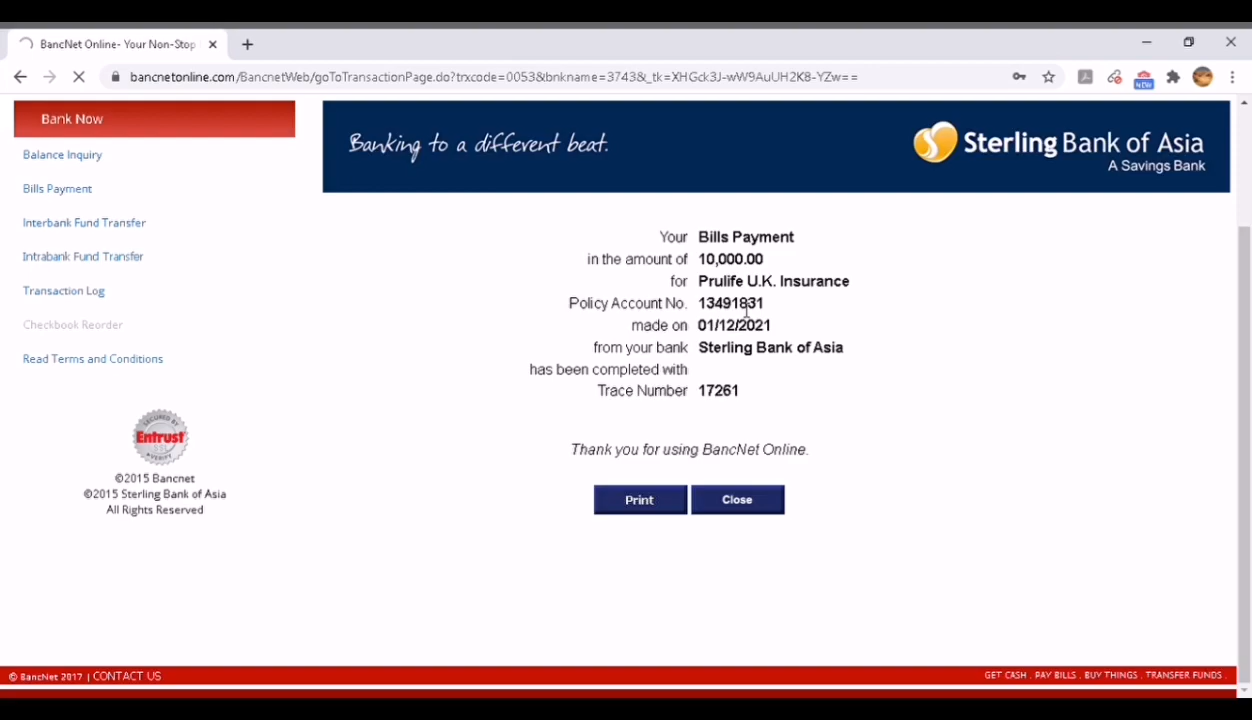 BancNet Online- Your Non-Stop
bancnetonline.com/BancnetWeb/goToTransactionPage.do?trxcode=0053&bnkname=3743&_tk=XHGck3J-wW9AuUH2K8-YZw==
NEW
Bank Now
Balance Inquiry
Bills Payment
Interbank Fund Transfer
Intrabank Fund Transfer
Transaction Log
Checkbook Reorder
Read Terms and Conditions
SECURED BY
Entrust
SSL
VERIFY
©2015 Bancnet
©2015 Sterling Bank of Asia
All Rights Reserved
Banking to a different beat.
Sterling Bank of Asia
A Savings Bank
Your Bills Payment
in the amount of 10,000.00
for Prulife U.K. Insurance
Policy Account No. 13491831
made on 01/12/2021
from your bank Sterling Bank of Asia
has been completed with
Trace Number 17261
Thank you for using BancNet Online.
Print Close
© BancNet 2017 | CONTACT US
GET CASH . PAY BILLS . BUY THINGS . TRANSFER FUNDS .